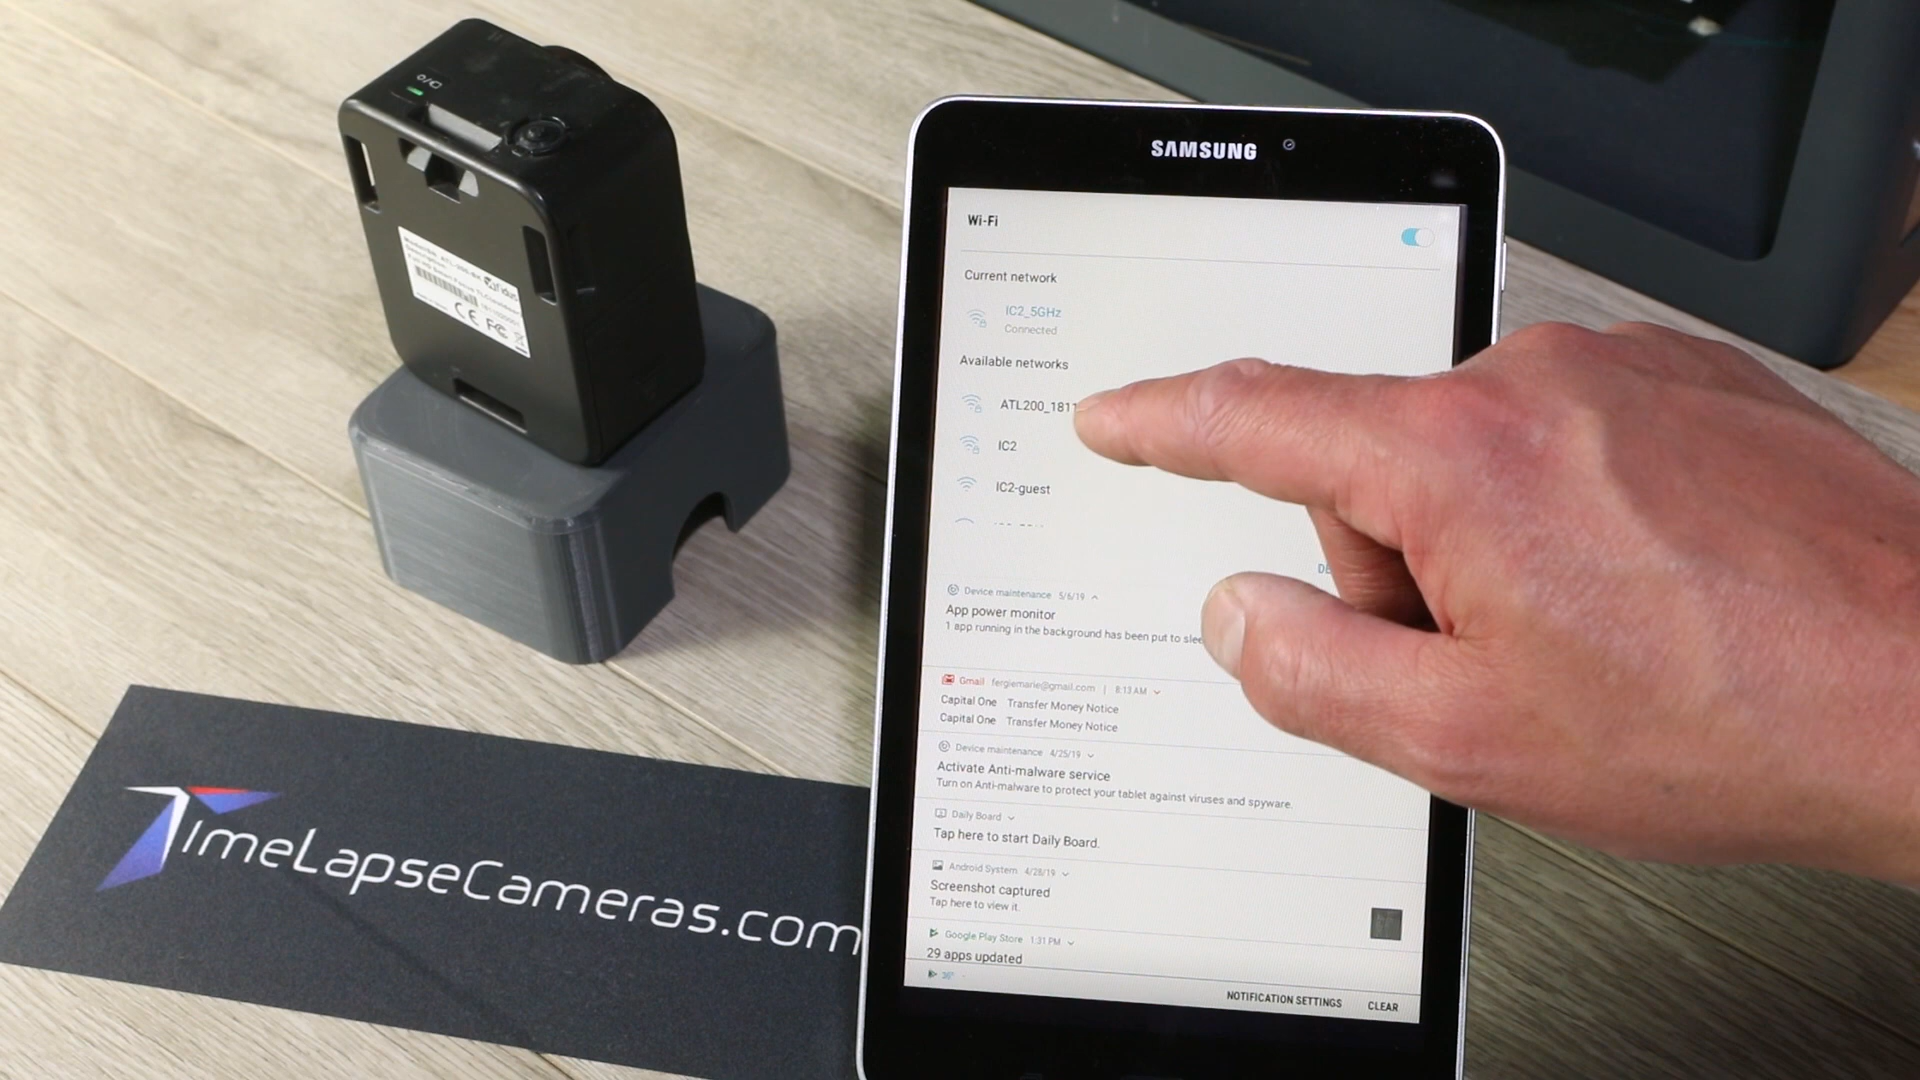 SAMSUNG
Wi-Fi
Current network
IC2_5GHz
Connected
Available networks
ATL200_1811
IC2
IC2-guest
Device maintenance 5/6/19
App power monitor
1 app running in the background has been put to slee
Gmail fergiemarie@gmail.com | 8:13 AM
Capital One Transfer Money Notice
Capital One Transfer Money Notice
Device maintenance 4/25/19
Activate Anti-malware service
Turn on Anti-malware to protect your tablet against viruses and spyware.
Daily Board
Tap here to start Daily Board.
Android System 4/28/19
Screenshot captured
Tap here to view it.
Google Play Store 1:31 PM
29 apps updated
36°
NOTIFICATION SETTINGS CLEAR
CE FC
TimeLapseCameras.com